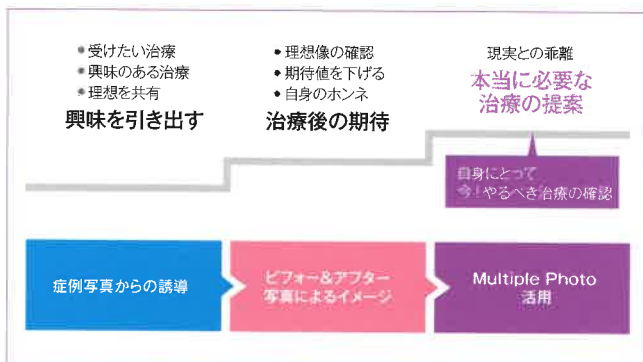 ●受けたい治療
●興味のある治療
●理想を共有
興味を引き出す
●理想像の確認
●期待値を下げる
●自身のホンネ
治療後の期待
現実との乖離
本当に必要な
治療の提案
自身にとって
今！やるべき治療の確認
症例写真からの誘導
ビフォー&アフター
写真によるイメージ
Multiple Photo
活用